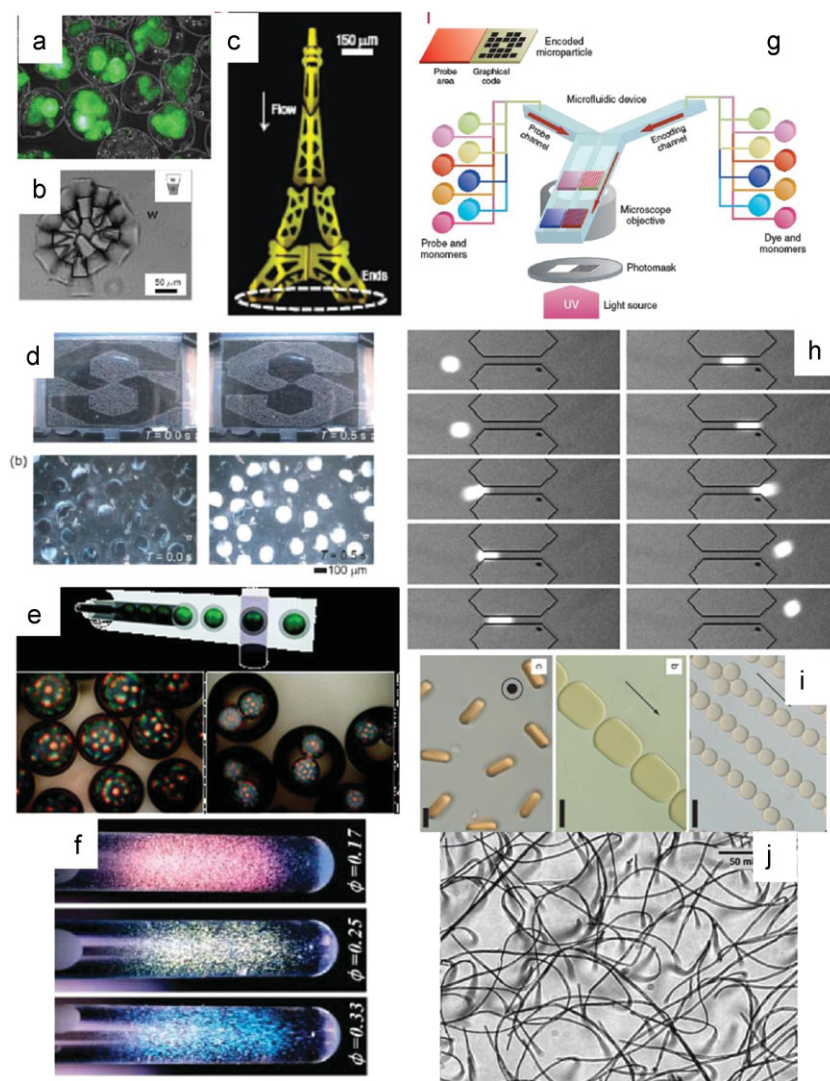 a
c
150 µm
Flow
Ends
b
w
50 µm
I
g
Encoded
microparticle
Probe
area
Graphical
code
Microfluidic device
Probe
channel
Encoding
channel
Microscope
objective
Probe and
monomers
Dye and
monomers
Photomask
UV
Light source
d
T = 0.0 s
T = 0.5 s
(b)
T = 0.0 s
T = 0.5 s
100 µm
h
e
i
c
b
f
ϕ=0.17
ϕ=0.25
ϕ=0.33
j